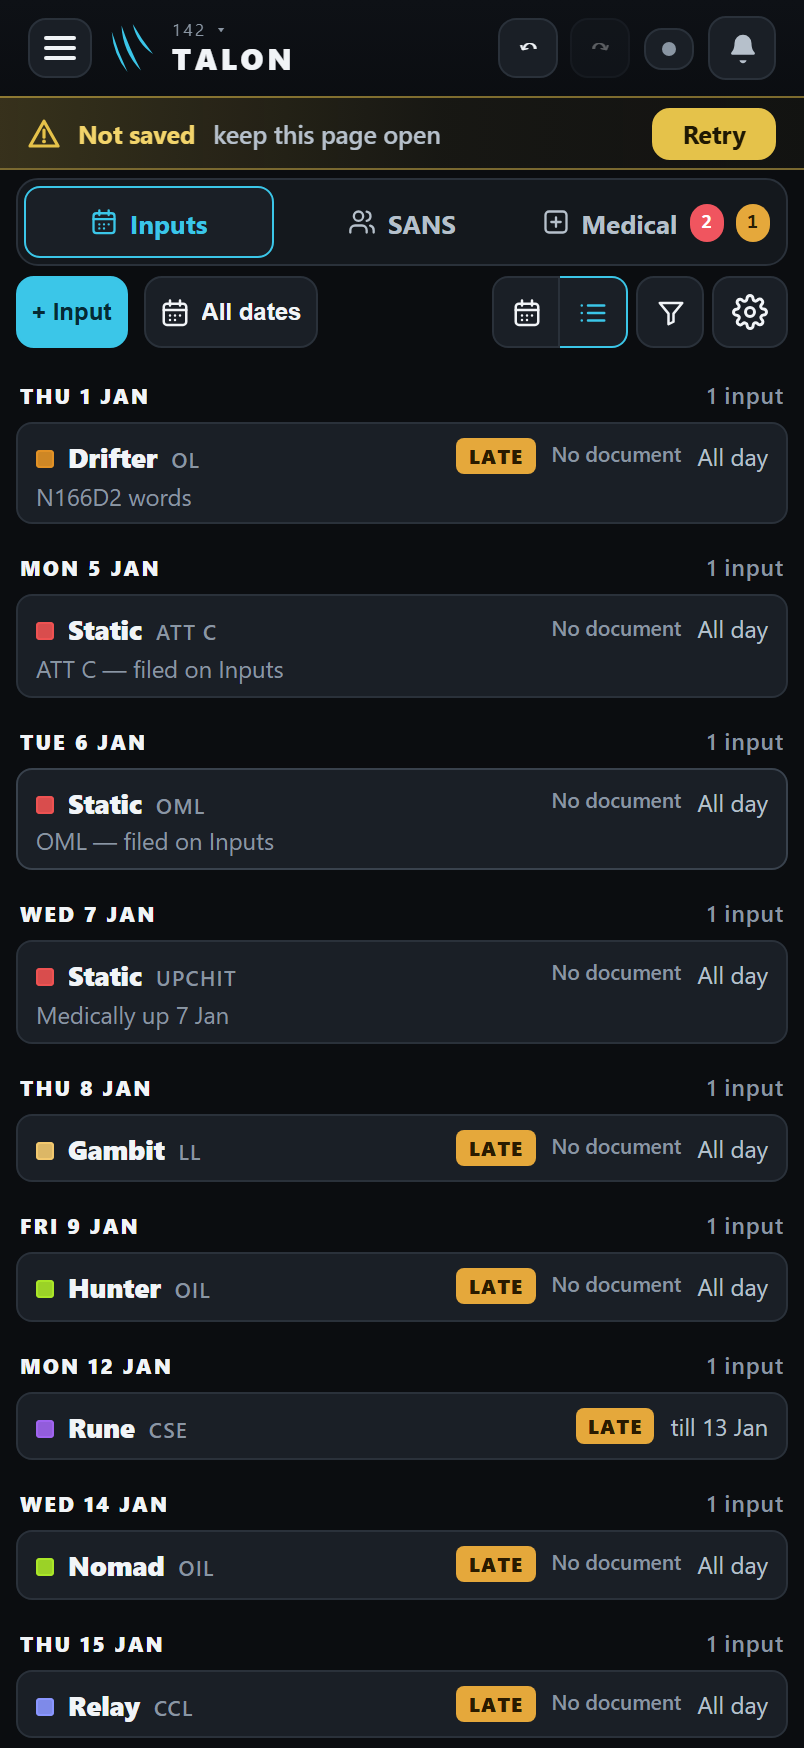 142
TALON
Not saved keep this page open Retry
Inputs SANS Medical 2 1
+ Input All dates
THU 1 JAN 1 input
Drifter OL LATE No document All day
N166D2 words
MON 5 JAN 1 input
Static ATT C No document All day
ATT C — filed on Inputs
TUE 6 JAN 1 input
Static OML No document All day
OML — filed on Inputs
WED 7 JAN 1 input
Static UPCHIT No document All day
Medically up 7 Jan
THU 8 JAN 1 input
Gambit LL LATE No document All day
FRI 9 JAN 1 input
Hunter OIL LATE No document All day
MON 12 JAN 1 input
Rune CSE LATE till 13 Jan
WED 14 JAN 1 input
Nomad OIL LATE No document All day
THU 15 JAN 1 input
Relay CCL LATE No document All day